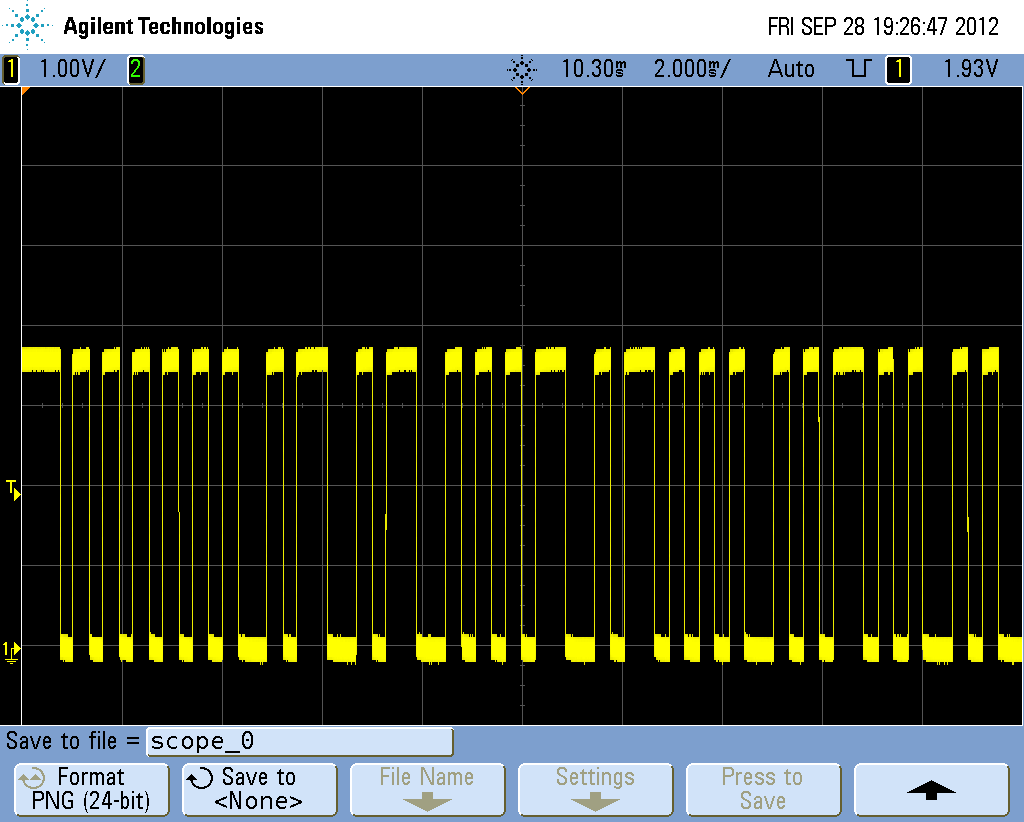 Agilent Technologies
FRI SEP 28 19:26:47 2012
1 1.00V/ 2 10.30ms 2.000ms/ Auto 1 1.93V
T
1
Save to file = scope_0
Format
PNG (24-bit)
Save to
<None>
File Name
Settings
Press to
Save